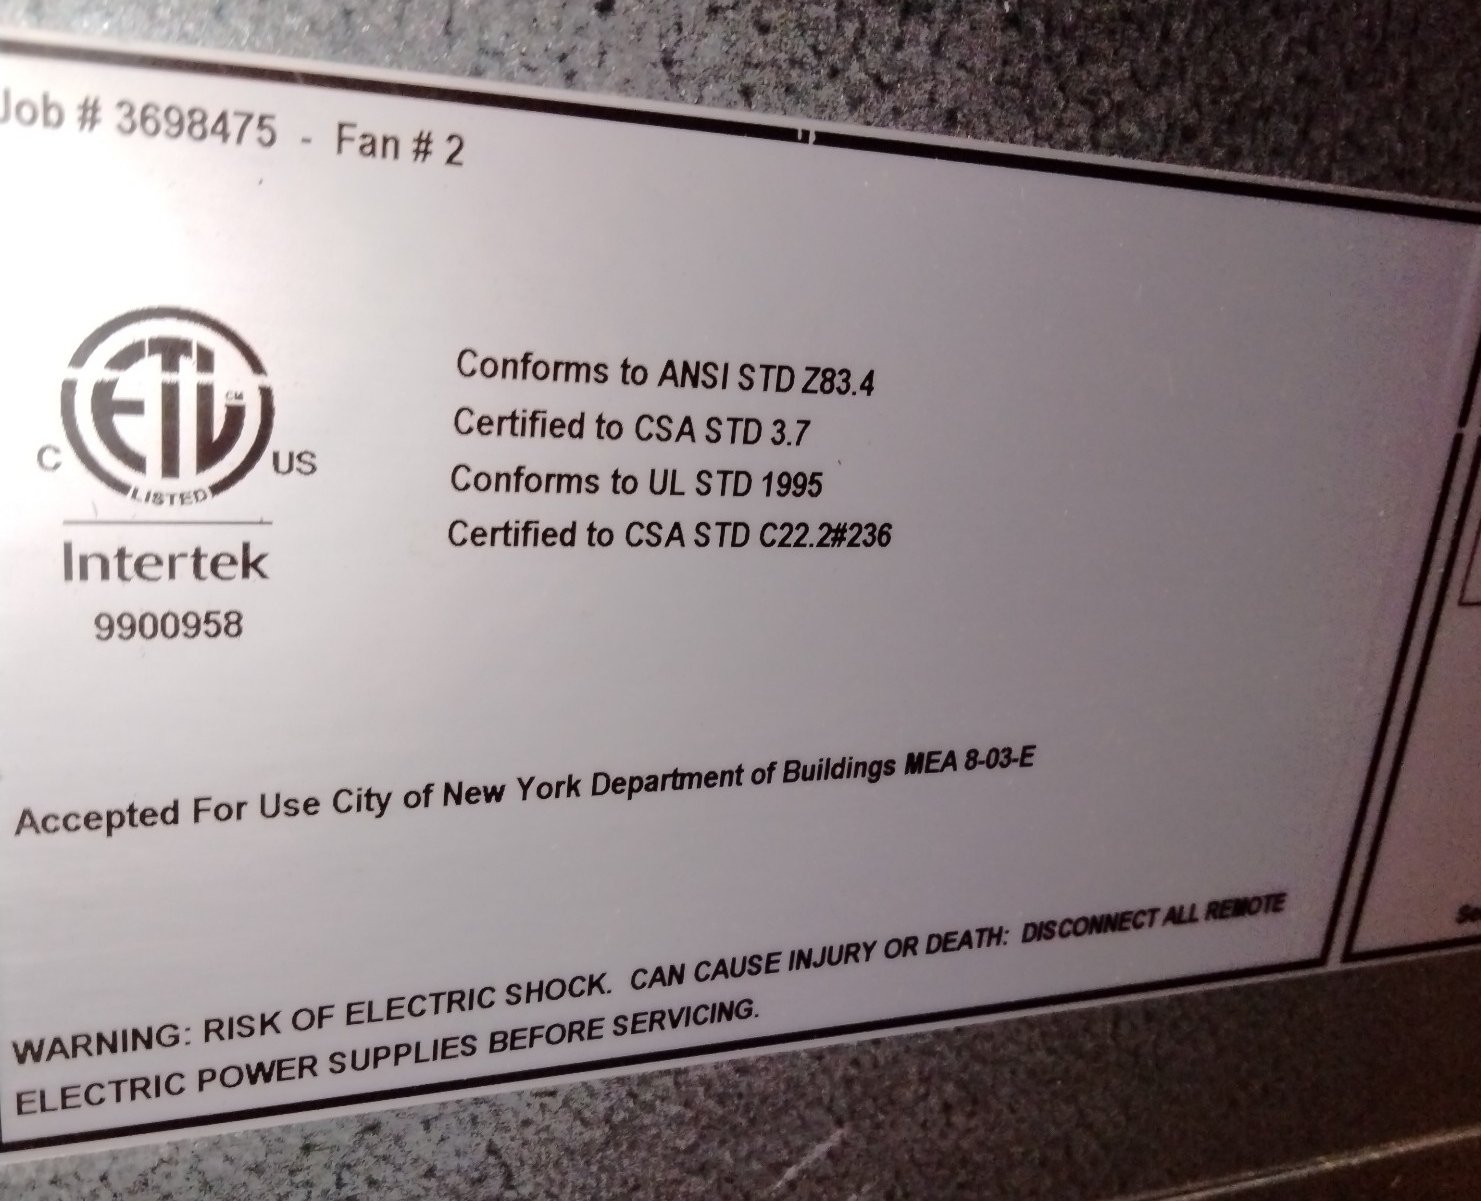 Job # 3698475 - Fan # 2
ETL CM
C US
LISTED
Intertek
9900958
Conforms to ANSI STD Z83.4
Certified to CSA STD 3.7
Conforms to UL STD 1995
Certified to CSA STD C22.2#236
Accepted For Use City of New York Department of Buildings MEA 8-03-E
WARNING: RISK OF ELECTRIC SHOCK. CAN CAUSE INJURY OR DEATH: DISCONNECT ALL REMOTE
ELECTRIC POWER SUPPLIES BEFORE SERVICING.